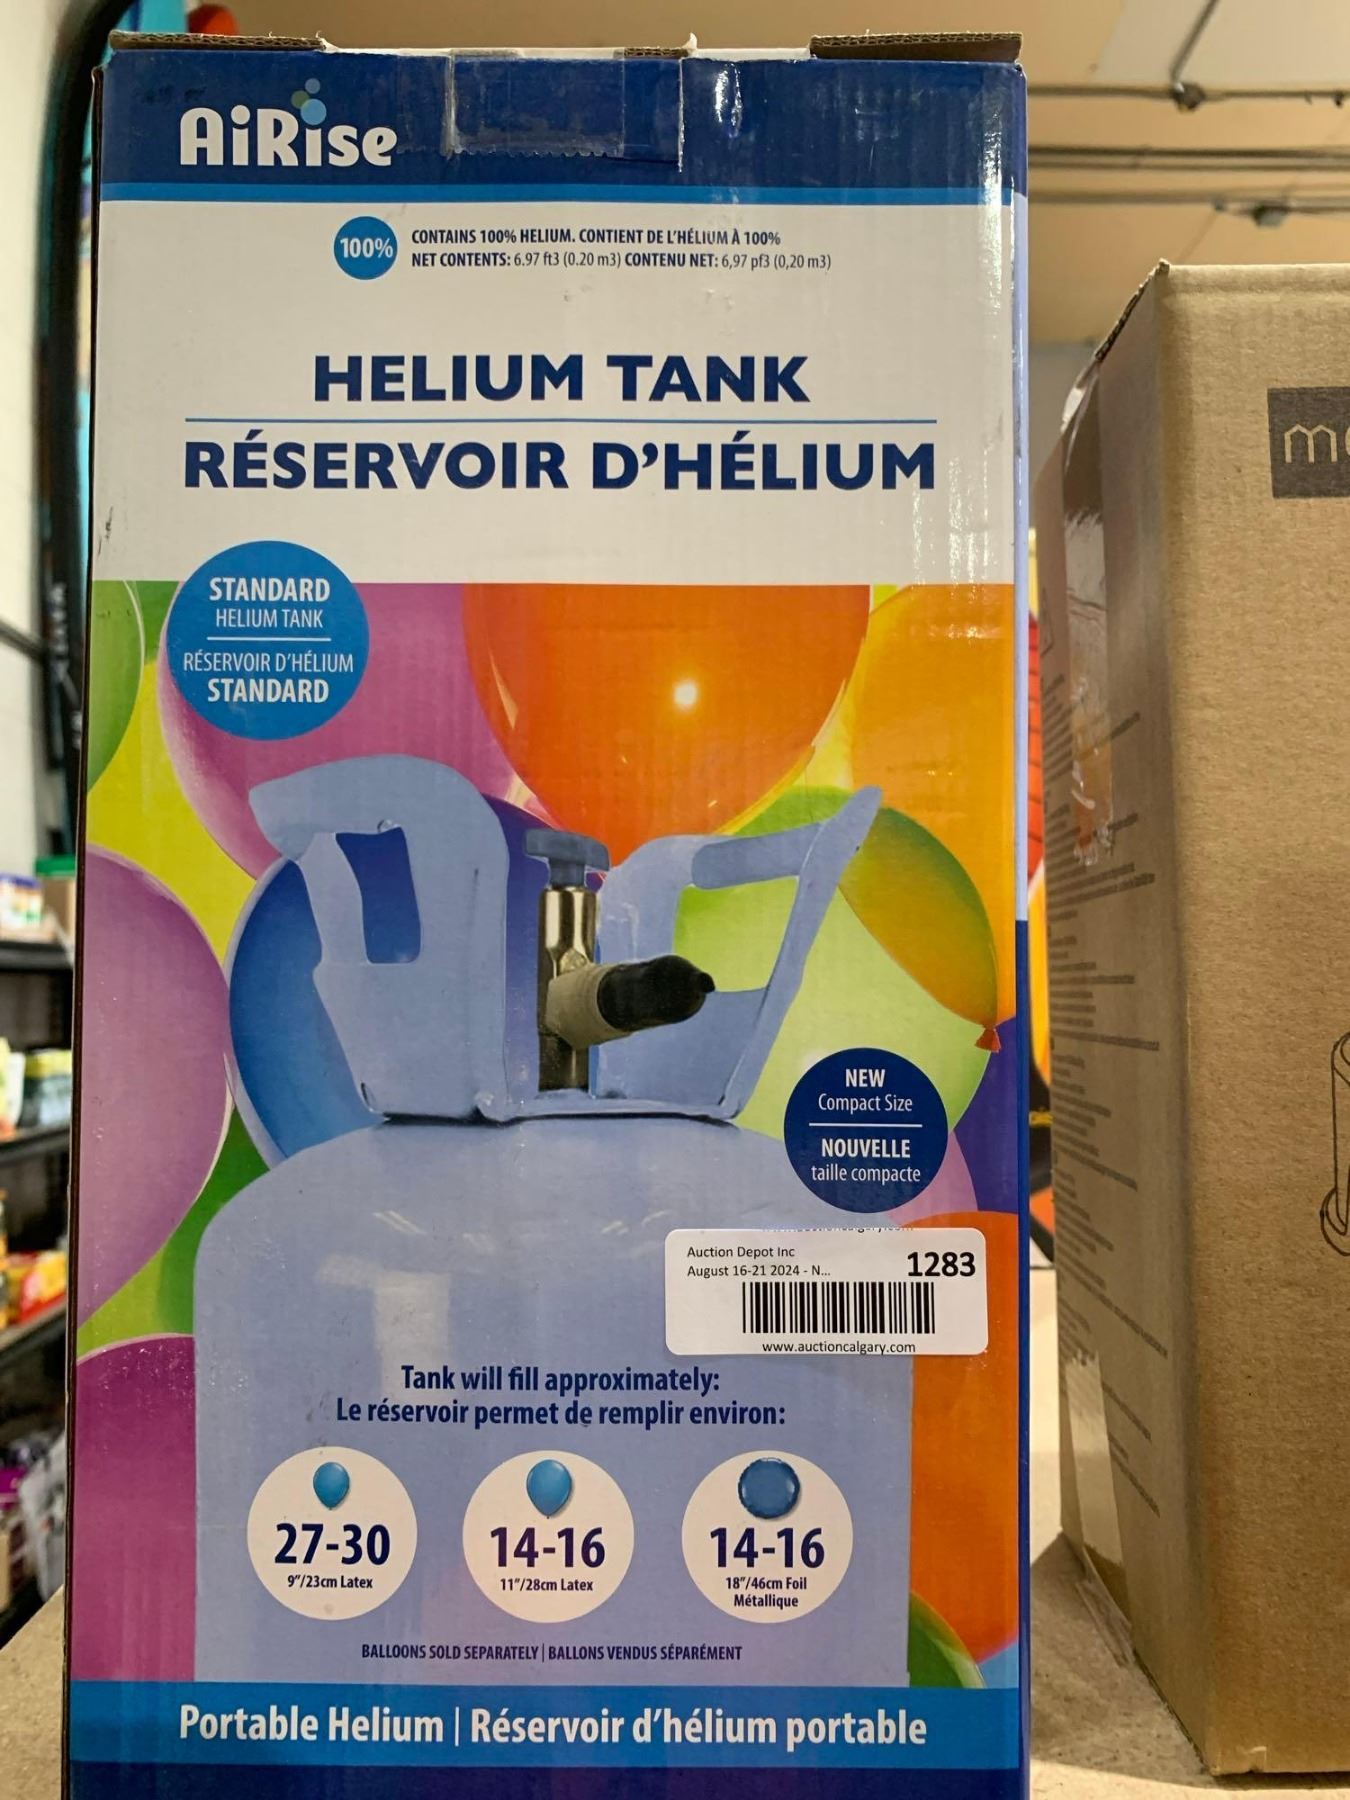 AiRise
100%
CONTAINS 100% HELIUM. CONTIENT DE L'HÉLIUM À 100%
NET CONTENTS: 6.97 ft3 (0.20 m3) CONTENU NET: 6,97 pf3 (0,20 m3)
HELIUM TANK
RÉSERVOIR D'HÉLIUM
STANDARD
HELIUM TANK
RÉSERVOIR D'HÉLIUM
STANDARD
NEW
Compact Size
NOUVELLE
taille compacte
Auction Depot Inc
August 16-21 2024 - N...
1283
www.auctioncalgary.com
Tank will fill approximately:
Le réservoir permet de remplir environ:
27-30
9"/23cm Latex
14-16
11"/28cm Latex
14-16
18"/46cm Foil
Métallique
BALLOONS SOLD SEPARATELY | BALLONS VENDUS SÉPARÉMENT
Portable Helium | Réservoir d'hélium portable